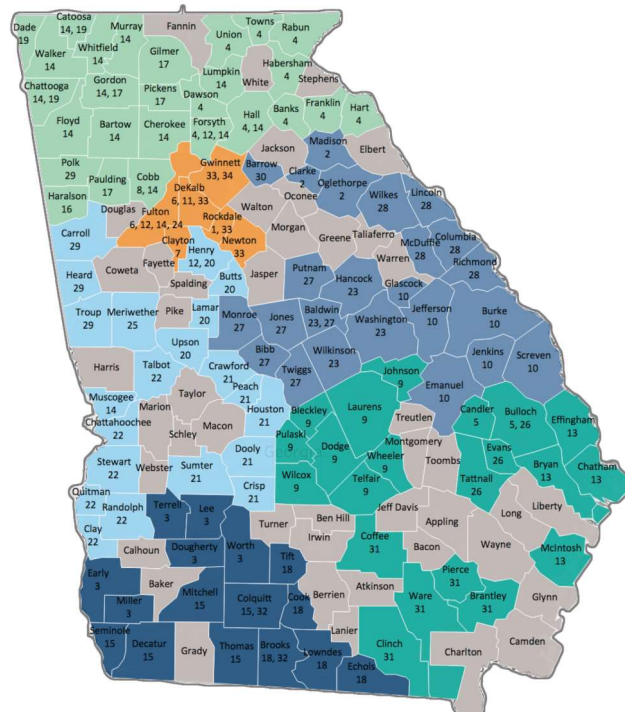 Dade
19
Catoosa
14, 19
Murray
14
Fannin
Union
4
Towns
4
Rabun
4
Walker
14
Whitfield
14
Gilmer
17
Habersham
4
Lumpkin
14
White
Stephens
Chattooga
14, 19
Gordon
14, 17
Pickens
17
Dawson
4
Hall
4, 14
Banks
4
Franklin
4
Hart
4
Floyd
14
Bartow
14
Cherokee
14
Forsyth
4, 12, 14
Jackson
Madison
2
Elbert
Polk
29
Paulding
17
Cobb
8, 14
Gwinnett
33, 34
Barrow
30
Clarke
2
Oglethorpe
2
Wilkes
28
Lincoln
28
Haralson
16
Douglas
Fulton
6, 12, 14, 24
DeKalb
6, 11, 33
Rockdale
1, 33
Walton
Oconee
Morgan
Greene
Taliaferro
McDuffie
28
Columbia
28
Richmond
28
Carroll
29
Clayton
7
Henry
12, 20
Newton
33
Warren
Glascock
10
Heard
29
Coweta
Fayette
Spalding
Butts
20
Jasper
Putnam
27
Hancock
23
Jefferson
10
Burke
10
Troup
29
Meriwether
25
Pike
Lamar
20
Monroe
27
Jones
27
Baldwin
23, 27
Washington
23
Upson
20
Bibb
27
Wilkinson
23
Jenkins
10
Screven
10
Harris
Talbot
22
Crawford
21
Twiggs
27
Johnson
9
Emanuel
10
Muscogee
14
Taylor
Peach
21
Houston
21
Bleckley
9
Laurens
9
Treutlen
Candler
5
Bulloch
5, 26
Effingham
13
Chattahoochee
22
Marion
Schley
Macon
Pulaski
9
Dodge
9
Wheeler
9
Montgomery
Toombs
Evans
26
Bryan
13
Chatham
13
Georgia
Stewart
22
Webster
Sumter
21
Dooly
21
Wilcox
9
Telfair
9
Tattnall
26
Quitman
22
Randolph
22
Crisp
21
Terrell
3
Lee
3
Turner
Ben Hill
Irwin
Jeff Davis
Coffee
31
Appling
Long
Liberty
Clay
22
Calhoun
Dougherty
3
Worth
3
Tift
18
Bacon
Wayne
McIntosh
13
Early
3
Baker
Mitchell
15
Colquitt
15, 32
Cook
18
Berrien
Atkinson
Pierce
31
Ware
31
Brantley
31
Glynn
Miller
3
Lanier
Seminole
15
Decatur
15
Grady
Thomas
15
Brooks
18, 32
Lowndes
18
Echols
18
Clinch
31
Charlton
Camden